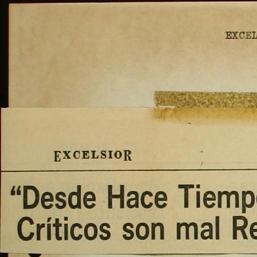 EXCEL
EXCELSIOR
“Desde Hace Tiemp
Críticos son mal Re